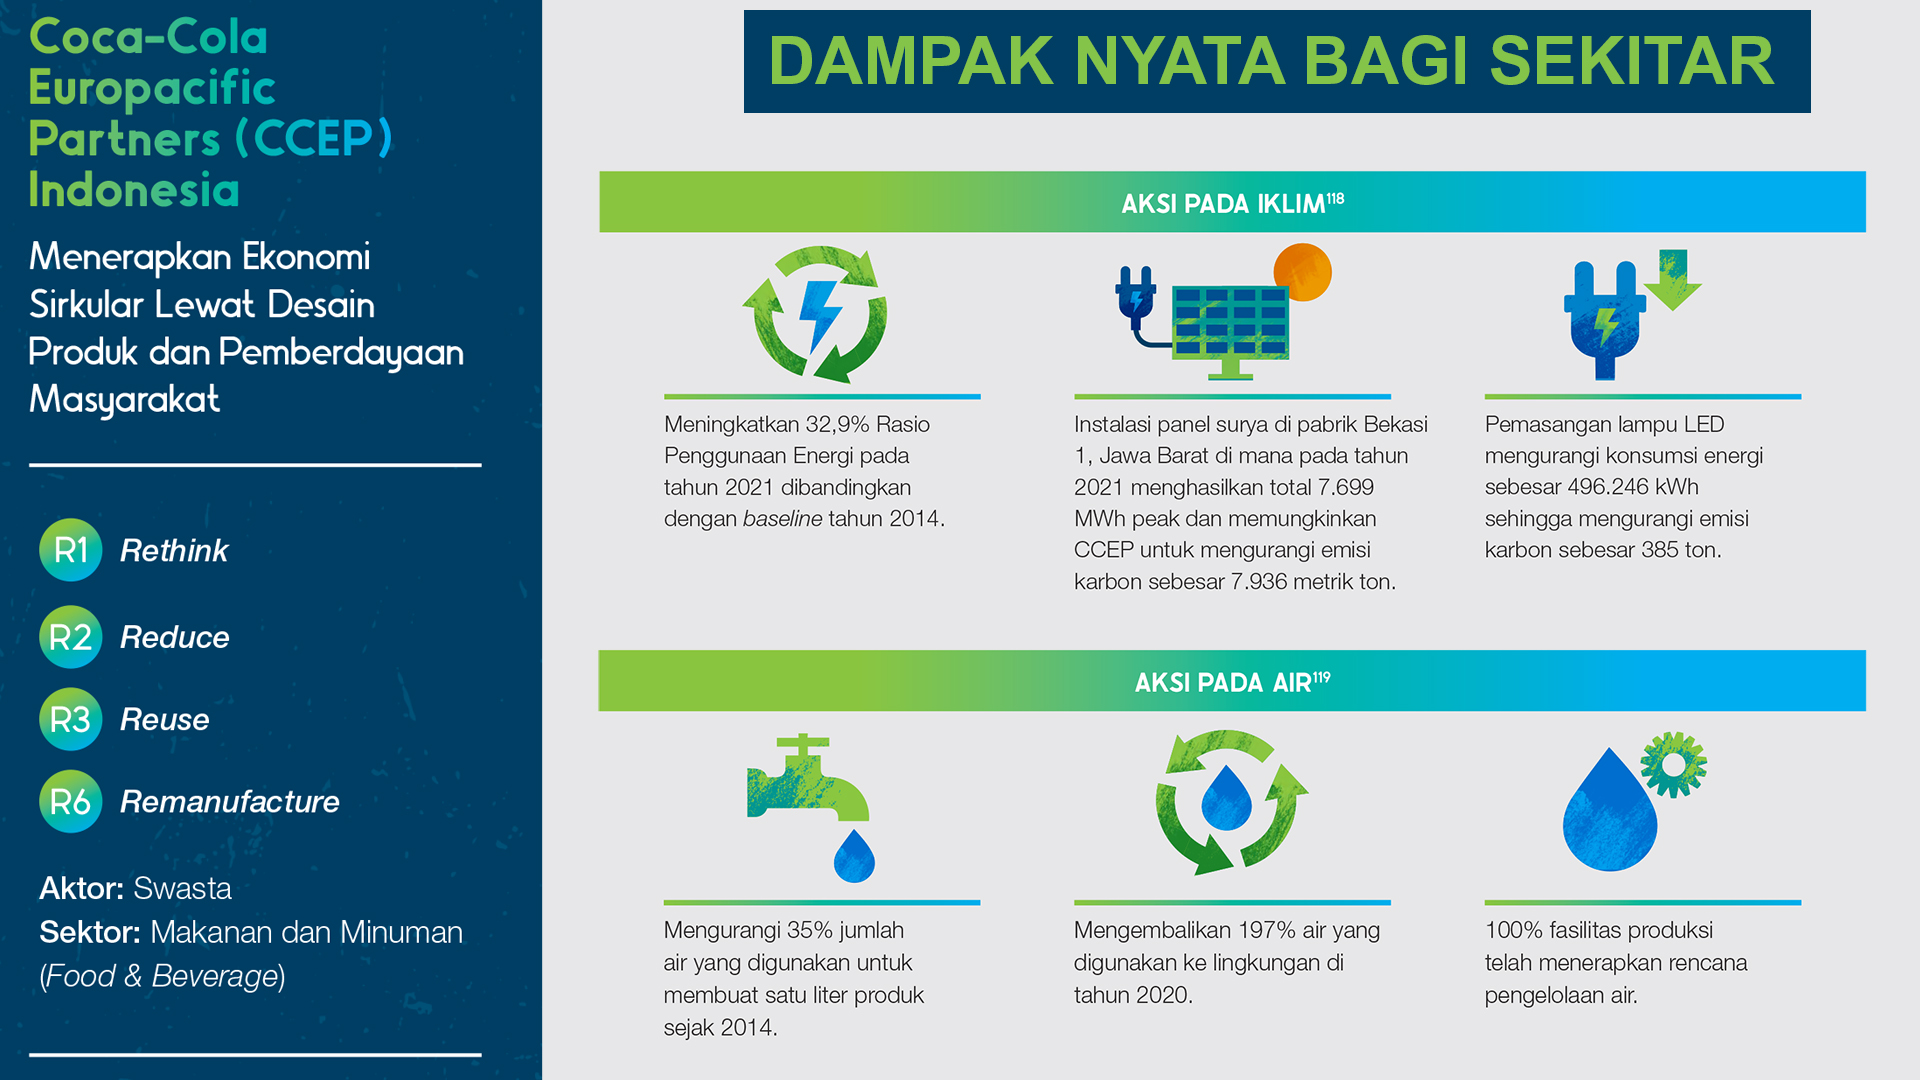 Coca-Cola
Europacific
Partners (CCEP)
Indonesia
Menerapkan Ekonomi
Sirkular Lewat Desain
Produk dan Pemberdayaan
Masyarakat
R1 Rethink
R2 Reduce
R3 Reuse
R6 Remanufacture
Aktor: Swasta
Sektor: Makanan dan Minuman
(Food & Beverage)
DAMPAK NYATA BAGI SEKITAR
AKSI PADA IKLIM118
Meningkatkan 32,9% Rasio
Penggunaan Energi pada
tahun 2021 dibandingkan
dengan baseline tahun 2014.
Instalasi panel surya di pabrik Bekasi
1, Jawa Barat di mana pada tahun
2021 menghasilkan total 7.699
MWh peak dan memungkinkan
CCEP untuk mengurangi emisi
karbon sebesar 7.936 metrik ton.
Pemasangan lampu LED
mengurangi konsumsi energi
sebesar 496.246 kWh
sehingga mengurangi emisi
karbon sebesar 385 ton.
AKSI PADA AIR119
Mengurangi 35% jumlah
air yang digunakan untuk
membuat satu liter produk
sejak 2014.
Mengembalikan 197% air yang
digunakan ke lingkungan di
tahun 2020.
100% fasilitas produksi
telah menerapkan rencana
pengelolaan air.